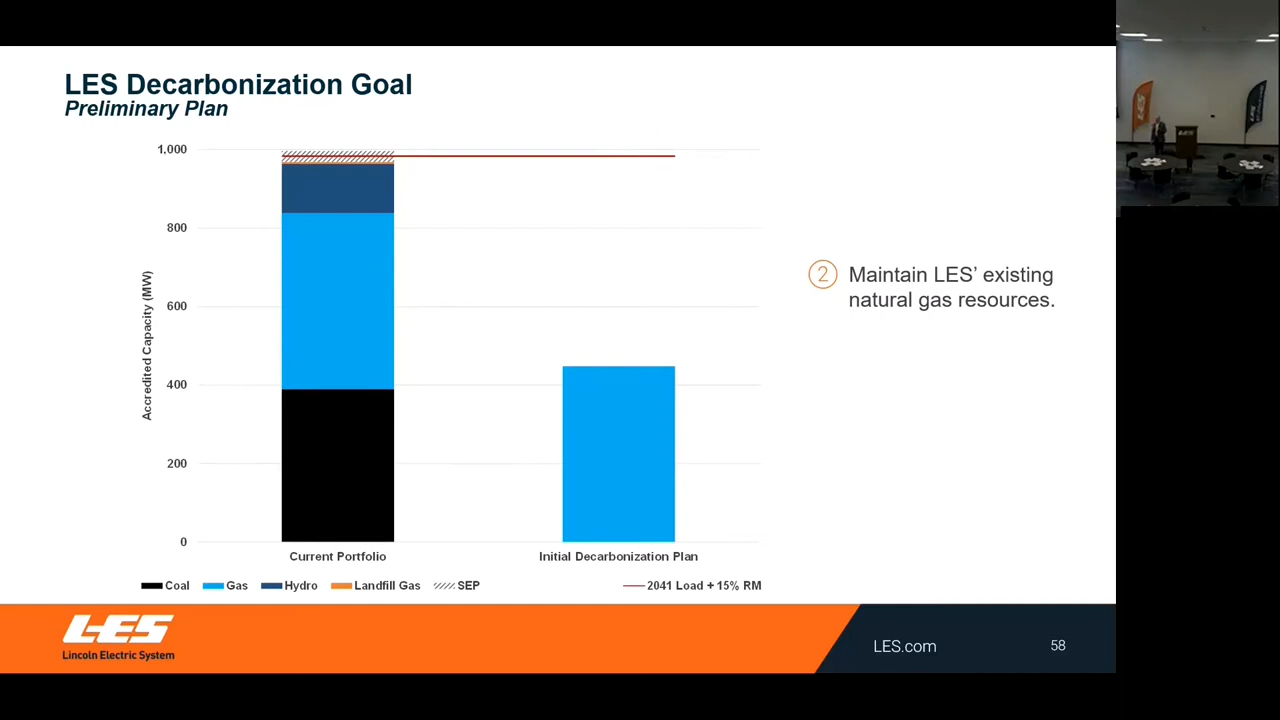 LES Decarbonization Goal
Preliminary Plan
1,000
800
600
400
200
0
Accredited Capacity (MW)
Current Portfolio
Initial Decarbonization Plan
Coal
Gas
Hydro
Landfill Gas
SEP
2041 Load + 15% RM
2 Maintain LES’ existing
natural gas resources.
LES
Lincoln Electric System
LES.com
58
LES
LES